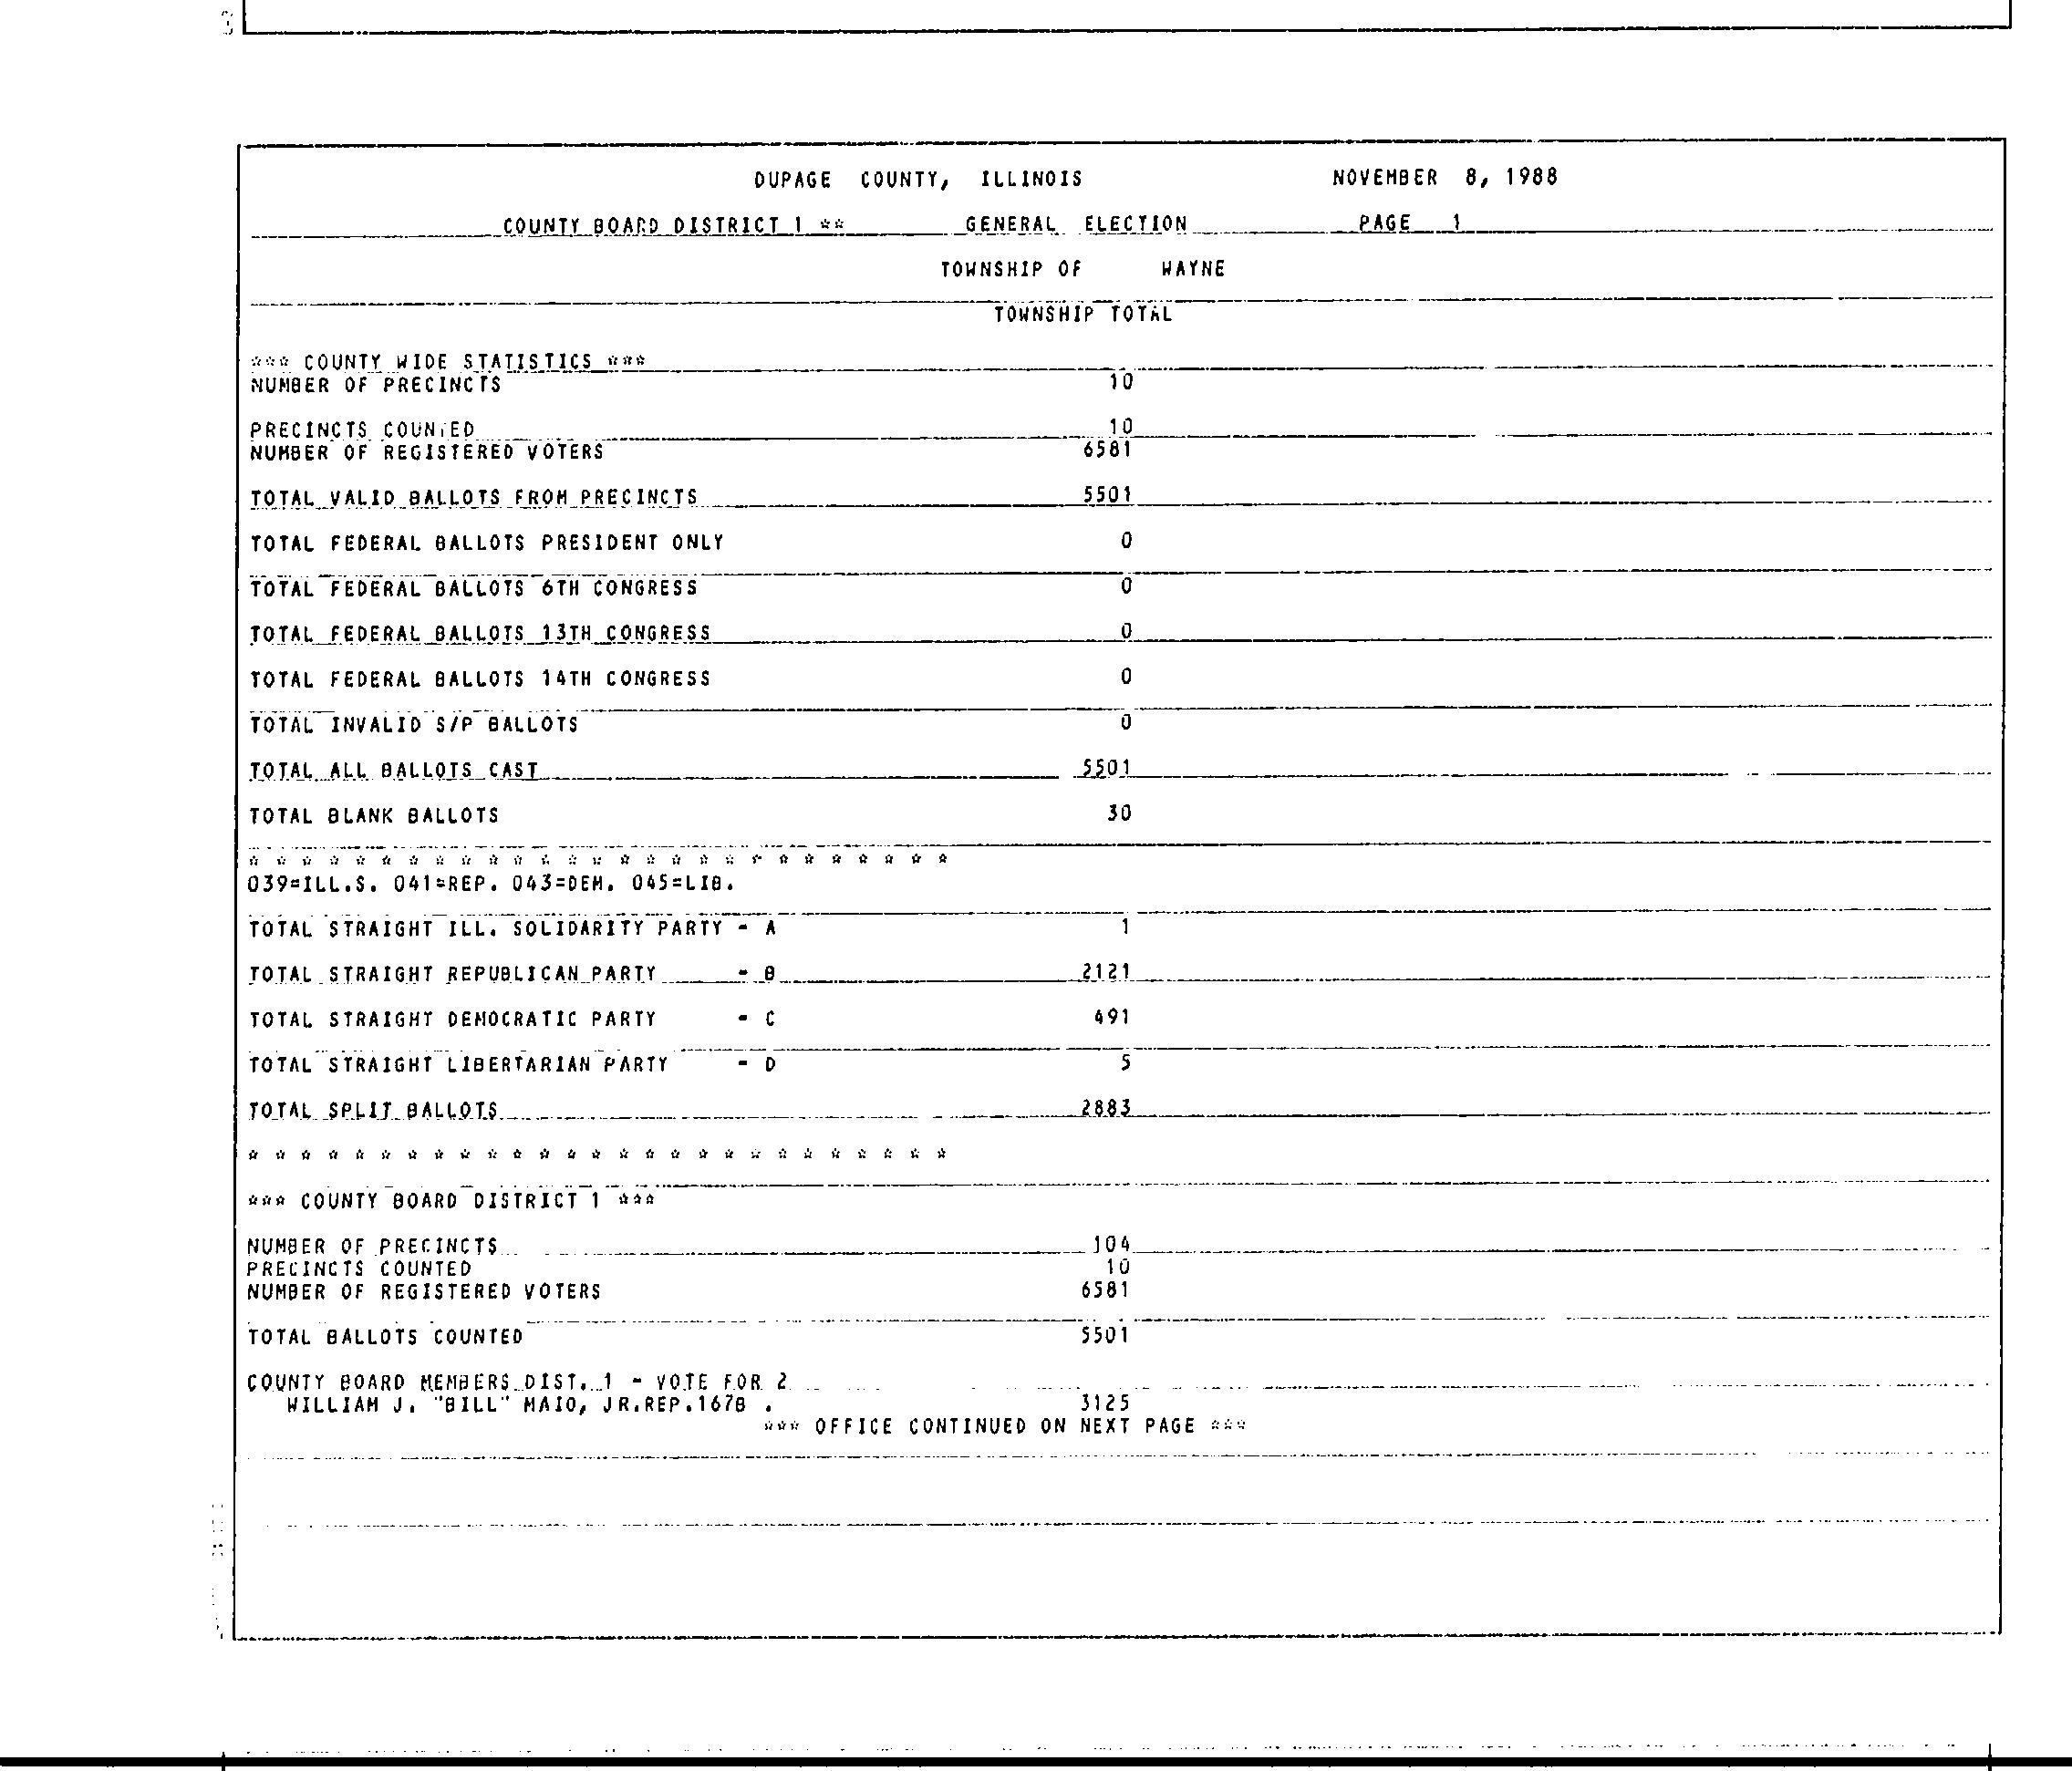 DUPAGE COUNTY, ILLINOIS NOVEMBER 8, 1988
COUNTY BOARD DISTRICT 1 ** GENERAL ELECTION PAGE 1
TOWNSHIP OF WAYNE
TOWNSHIP TOTAL
*** COUNTY WIDE STATISTICS ***
NUMBER OF PRECINCTS 10
PRECINCTS COUNTED 10
NUMBER OF REGISTERED VOTERS 6581
TOTAL VALID BALLOTS FROM PRECINCTS 5501
TOTAL FEDERAL BALLOTS PRESIDENT ONLY 0
TOTAL FEDERAL BALLOTS 6TH CONGRESS 0
TOTAL FEDERAL BALLOTS 13TH CONGRESS 0
TOTAL FEDERAL BALLOTS 14TH CONGRESS 0
TOTAL INVALID S/P BALLOTS 0
TOTAL ALL BALLOTS CAST 5501
TOTAL BLANK BALLOTS 30
* * * * * * * * * * * * * * * * * * * * * * * * * * *
039=ILL.S. 041=REP. 043=DEM. 045=LIB.
TOTAL STRAIGHT ILL. SOLIDARITY PARTY - A 1
TOTAL STRAIGHT REPUBLICAN PARTY - B 2121
TOTAL STRAIGHT DEMOCRATIC PARTY - C 491
TOTAL STRAIGHT LIBERTARIAN PARTY - D 5
TOTAL SPLIT BALLOTS 2883
* * * * * * * * * * * * * * * * * * * * * * * * * * *
*** COUNTY BOARD DISTRICT 1 ***
NUMBER OF PRECINCTS 104
PRECINCTS COUNTED 10
NUMBER OF REGISTERED VOTERS 6581
TOTAL BALLOTS COUNTED 5501
COUNTY BOARD MEMBERS DIST. 1 - VOTE FOR 2
WILLIAM J. "BILL" MAIO, JR.REP.167B . 3125
*** OFFICE CONTINUED ON NEXT PAGE ***